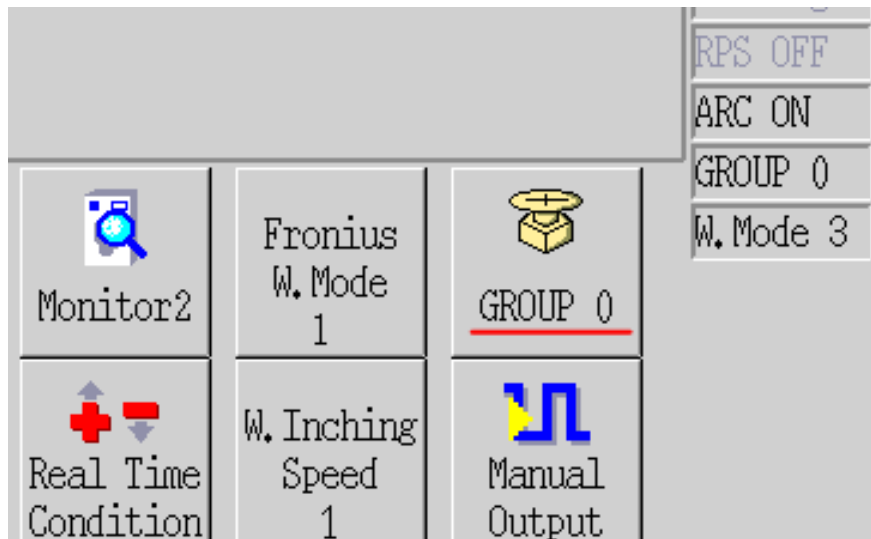 RPS OFF
ARC ON
GROUP 0
W.Mode 3
Monitor2
Fronius
W.Mode
1
GROUP 0
Real Time
Condition
W.Inching
Speed
1
Manual
Output